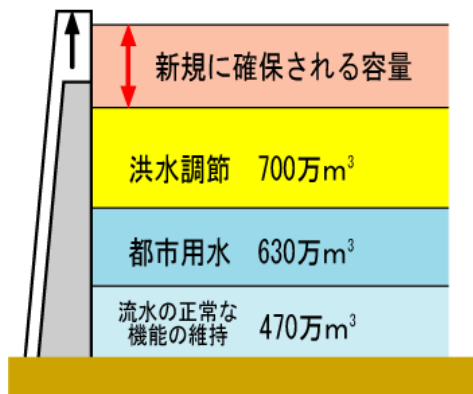 新規に確保される容量
洪水調節 700万m³
都市用水 630万m³
流水の正常な
機能の維持 470万m³